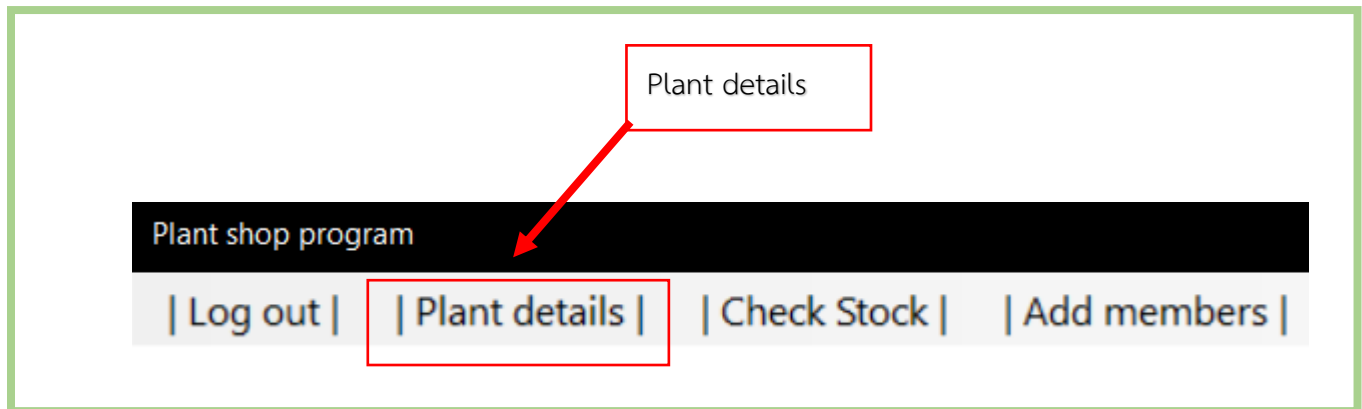 Plant details
Plant shop program
| Log out | | Plant details | | Check Stock | | Add members |